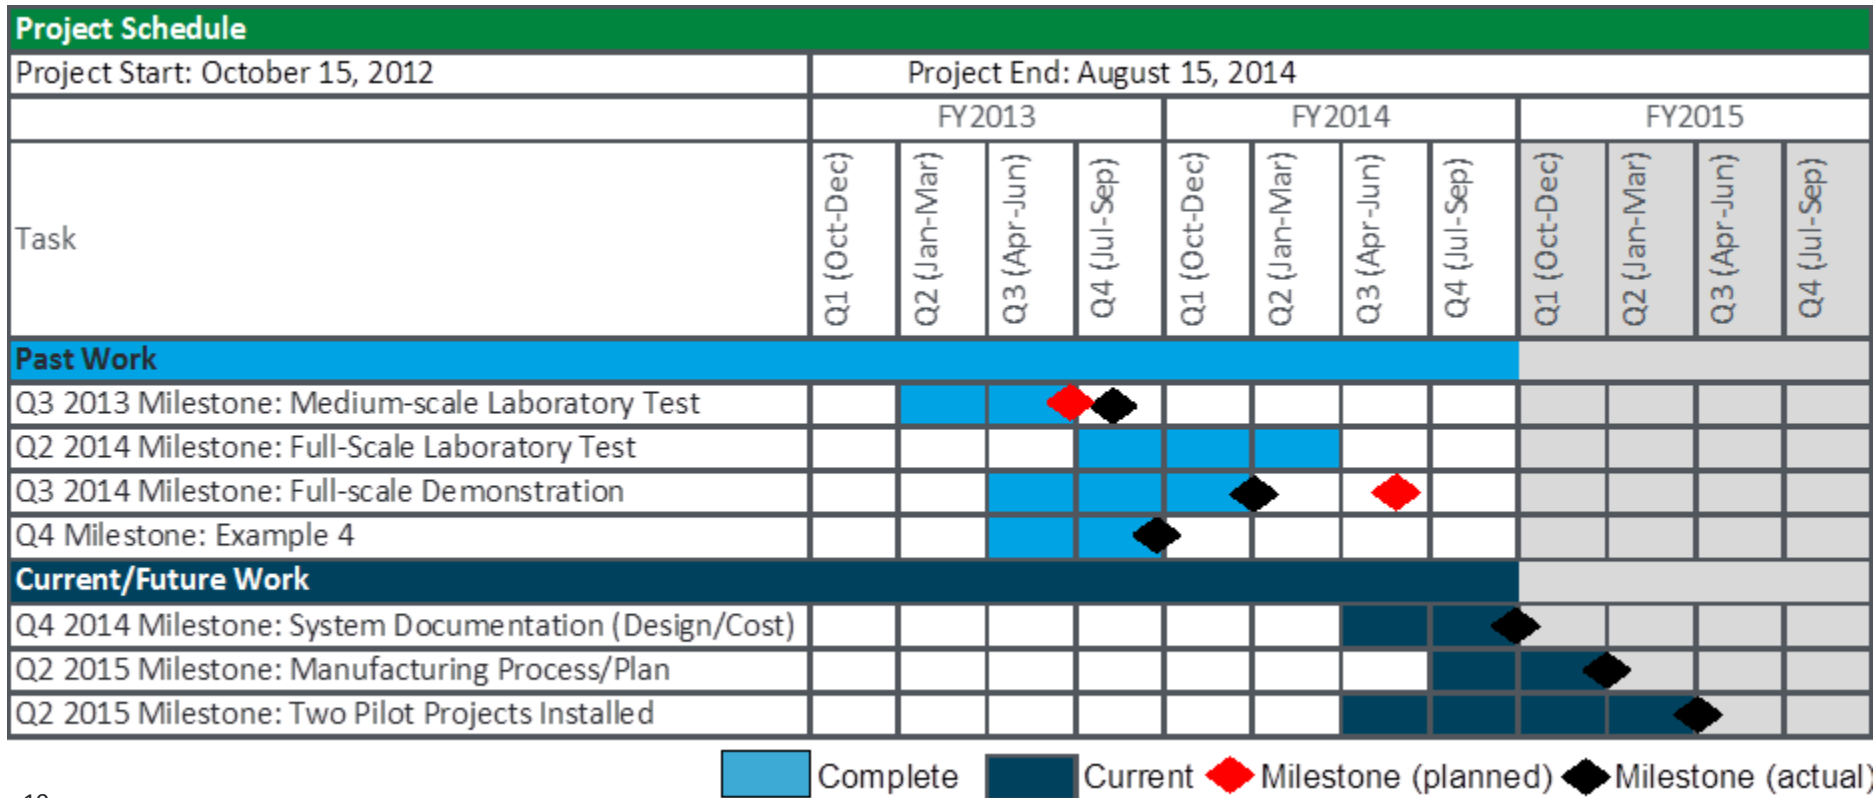 Project Schedule
Project Start: October 15, 2012 Project End: August 15, 2014
FY2013 FY2014 FY2015
Task Q1 (Oct-Dec) Q2 (Jan-Mar) Q3 (Apr-Jun) Q4 (Jul-Sep) Q1 (Oct-Dec) Q2 (Jan-Mar) Q3 (Apr-Jun) Q4 (Jul-Sep) Q1 (Oct-Dec) Q2 (Jan-Mar) Q3 (Apr-Jun) Q4 (Jul-Sep)
Past Work
Q3 2013 Milestone: Medium-scale Laboratory Test
Q2 2014 Milestone: Full-Scale Laboratory Test
Q3 2014 Milestone: Full-scale Demonstration
Q4 Milestone: Example 4
Current/Future Work
Q4 2014 Milestone: System Documentation (Design/Cost)
Q2 2015 Milestone: Manufacturing Process/Plan
Q2 2015 Milestone: Two Pilot Projects Installed
Complete Current Milestone (planned) Milestone (actual)